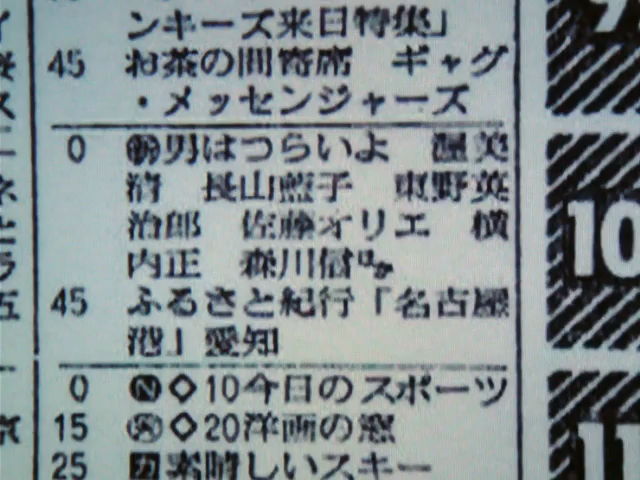 ンキーズ来日特集」
45 お茶の間寄席 ギャグ
・メッセンジャーズ
0 新男はつらいよ 渥美
清 長山藍子 東野英
治郎 佐藤オリエ 横
内正 森川信ほか
45 ふるさと紀行「名古屋
港」愛知
10
0 N◇10今日のスポーツ
15 ◇20洋画の窓
25 カ素晴しいスキー
11